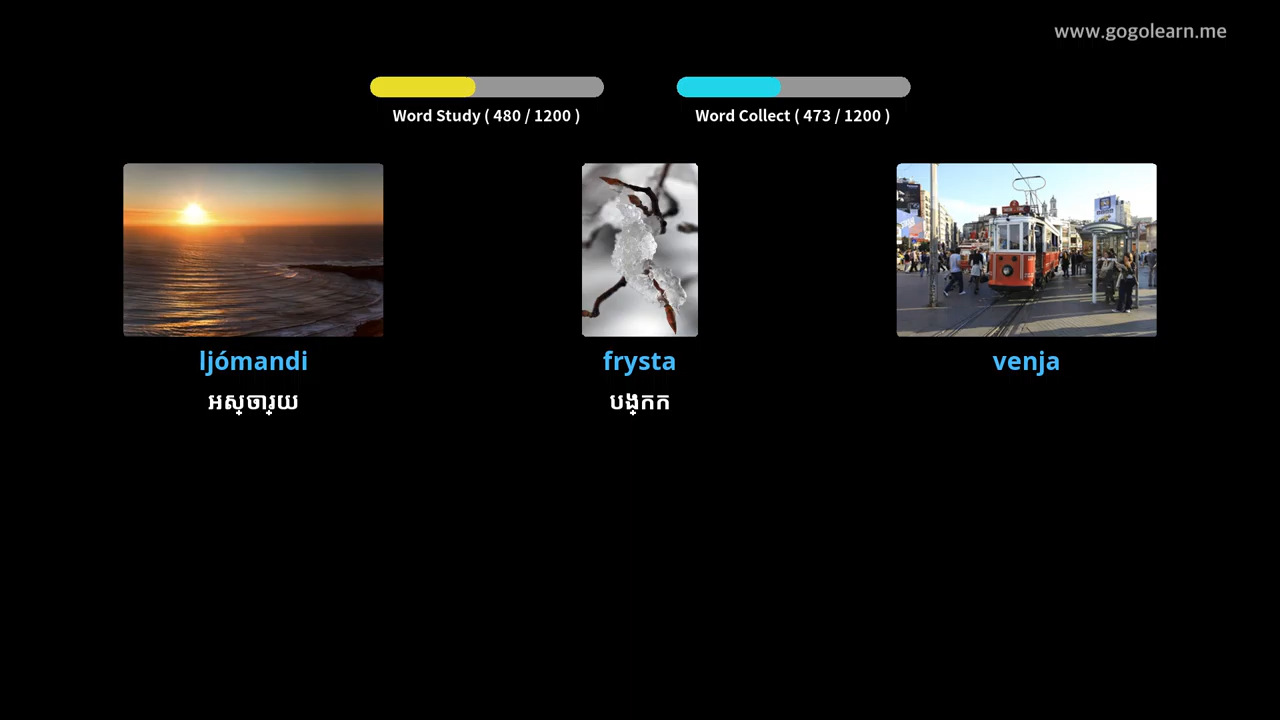 www.gogolearn.me
Word Study ( 480 / 1200 )
Word Collect ( 473 / 1200 )
ljómandi
frysta
venja
អស្ចារ្យ
បង្កក